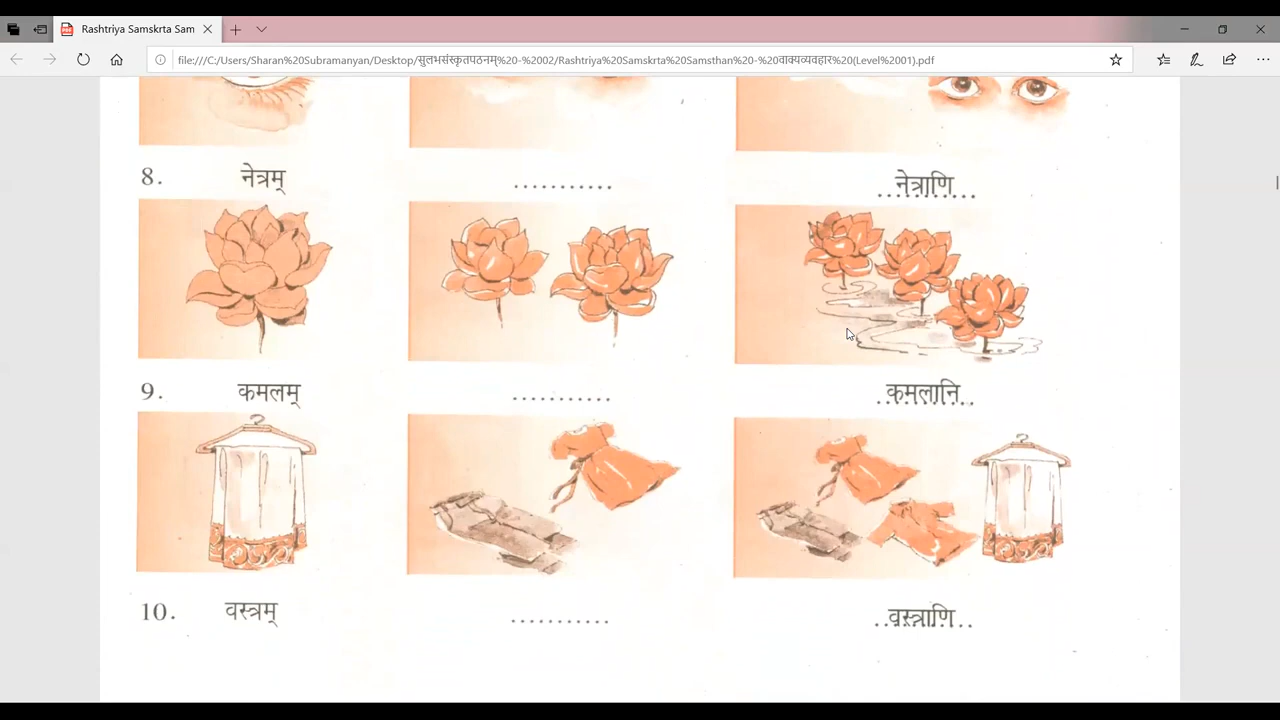 Rashtriya Samskrta Sam
file:///C:/Users/Sharan%20Subramanyan/Desktop/सुलभसंस्कृतपठनम्%20-%2002/Rashtriya%20Samskrta%20Samsthan%20-%20वाक्यव्यवहार%20(Level%2001).pdf
8. नेत्रम् ........... ..नेत्राणि...
9. कमलम् ........... ..कमलानि..
10. वस्त्रम् ........... ..वस्त्राणि..